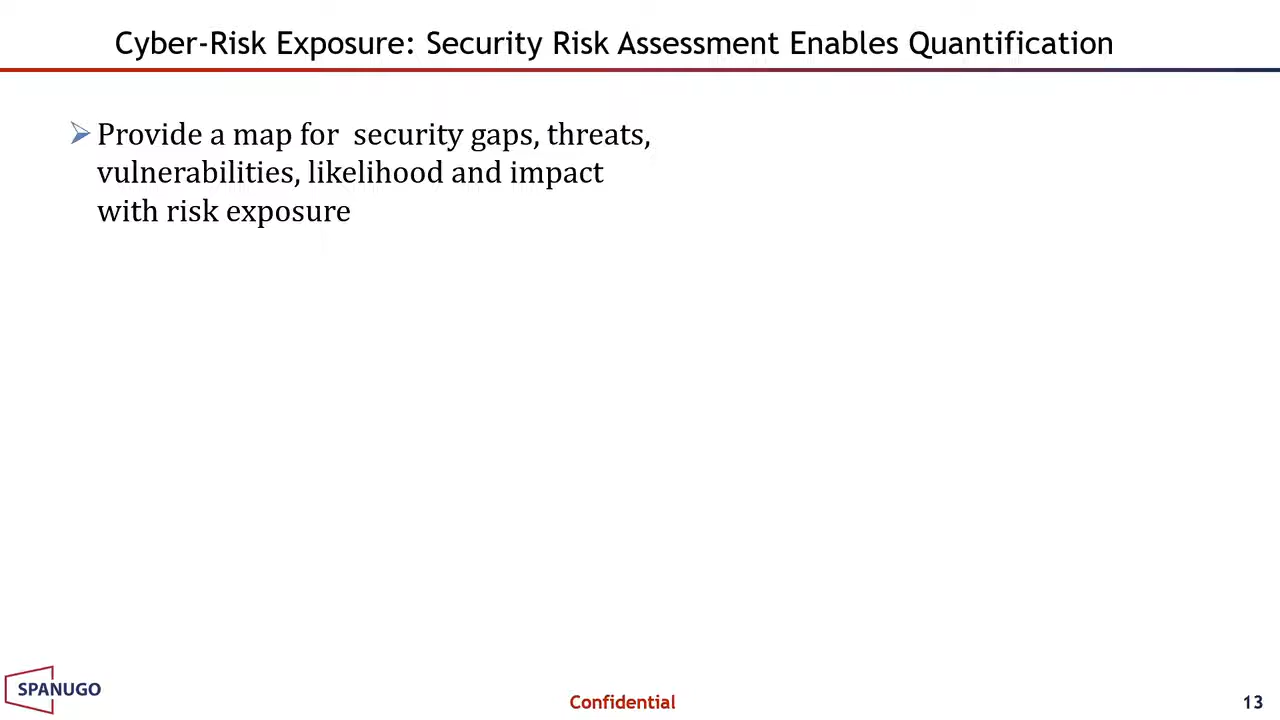 Cyber-Risk Exposure: Security Risk Assessment Enables Quantification
Provide a map for  security gaps, threats,
vulnerabilities, likelihood and impact
with risk exposure
SPANUGO
Confidential
13